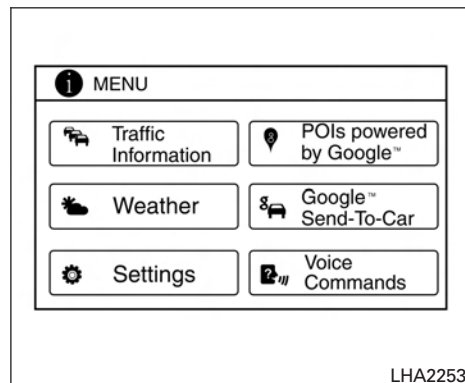 i MENU
Traffic
Information
POIs powered
by Google™
Weather
Google™
Send-To-Car
Settings
Voice
Commands
LHA2253